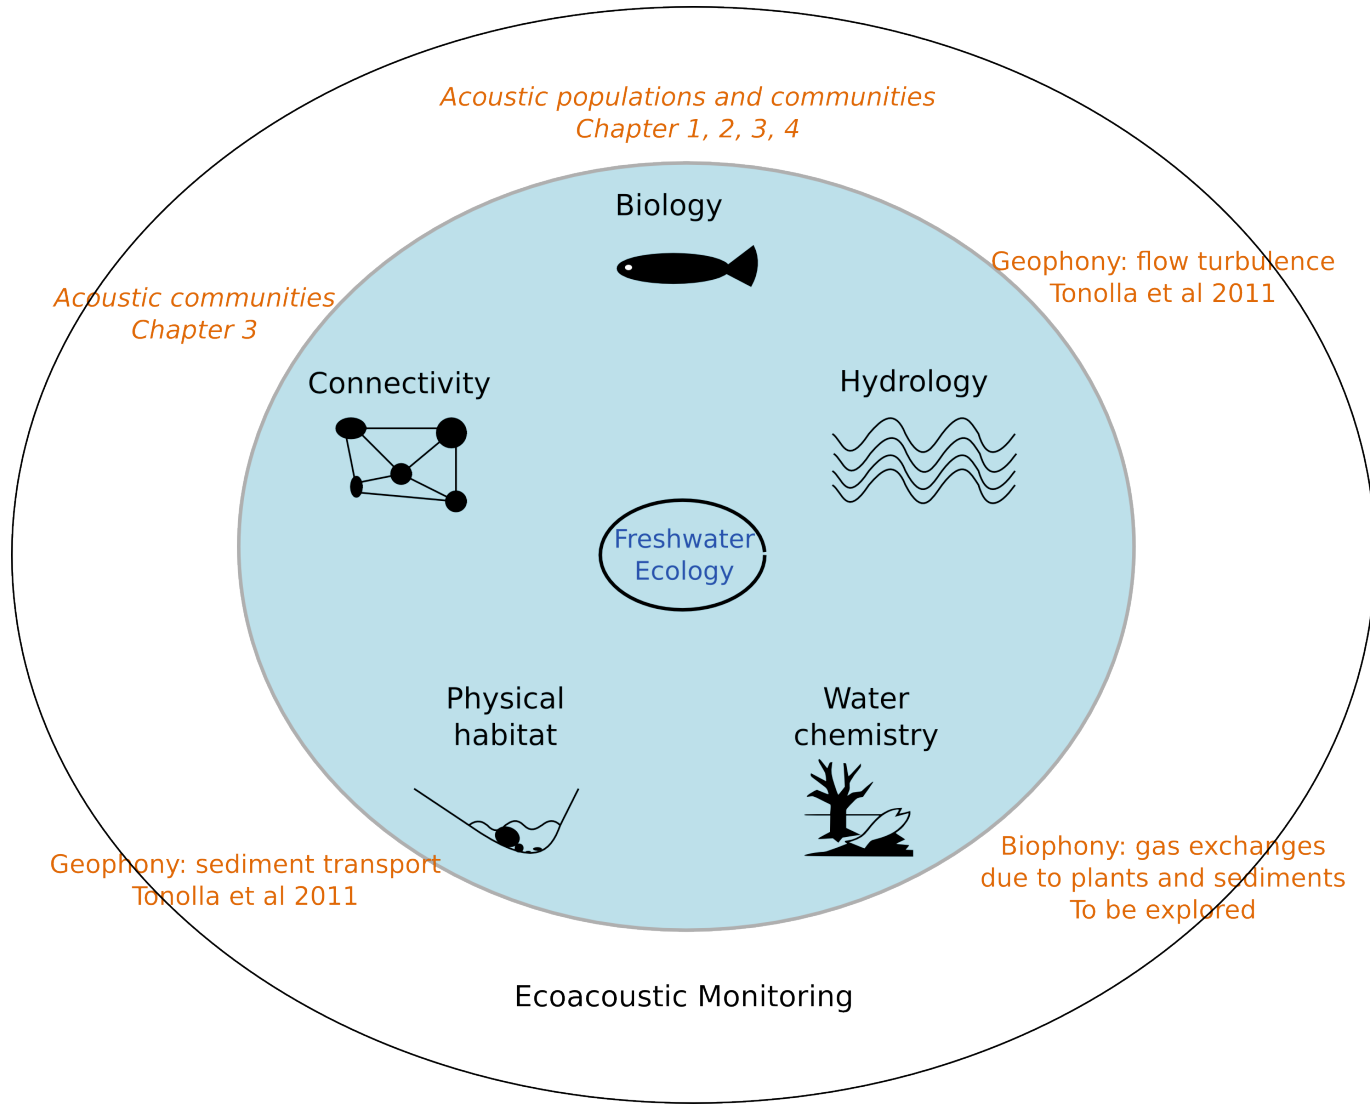 Acoustic populations and communities
Chapter 1, 2, 3, 4
Biology
Geophony: flow turbulence
Tonolla et al 2011
Acoustic communities
Chapter 3
Connectivity
Hydrology
Freshwater
Ecology
Physical
habitat
Water
chemistry
Geophony: sediment transport
Tonolla et al 2011
Biophony: gas exchanges
due to plants and sediments
To be explored
Ecoacoustic Monitoring